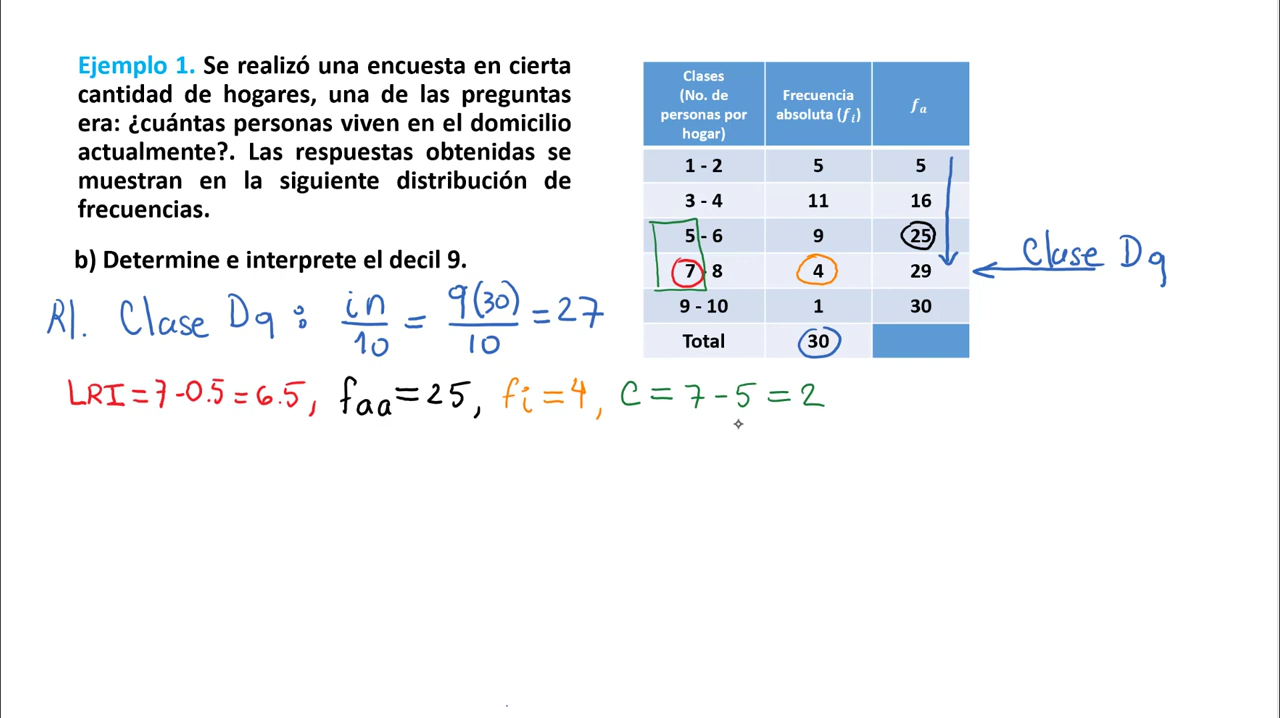 Ejemplo 1. Se realizó una encuesta en cierta
cantidad de hogares, una de las preguntas
era: ¿cuántas personas viven en el domicilio
actualmente?. Las respuestas obtenidas se
muestran en la siguiente distribución de
frecuencias.
b) Determine e interprete el decil 9.
R/. Clase D9 : in/10 = 9(30)/10 = 27
LRI = 7-0.5 = 6.5, faa = 25, fi = 4, C = 7 - 5 = 2
Clases (No. de personas por hogar) Frecuencia absoluta (fi) fa
1 - 2 5 5
3 - 4 11 16
5 - 6 9 25
7 - 8 4 29
9 - 10 1 30
Total 30
Clase D9